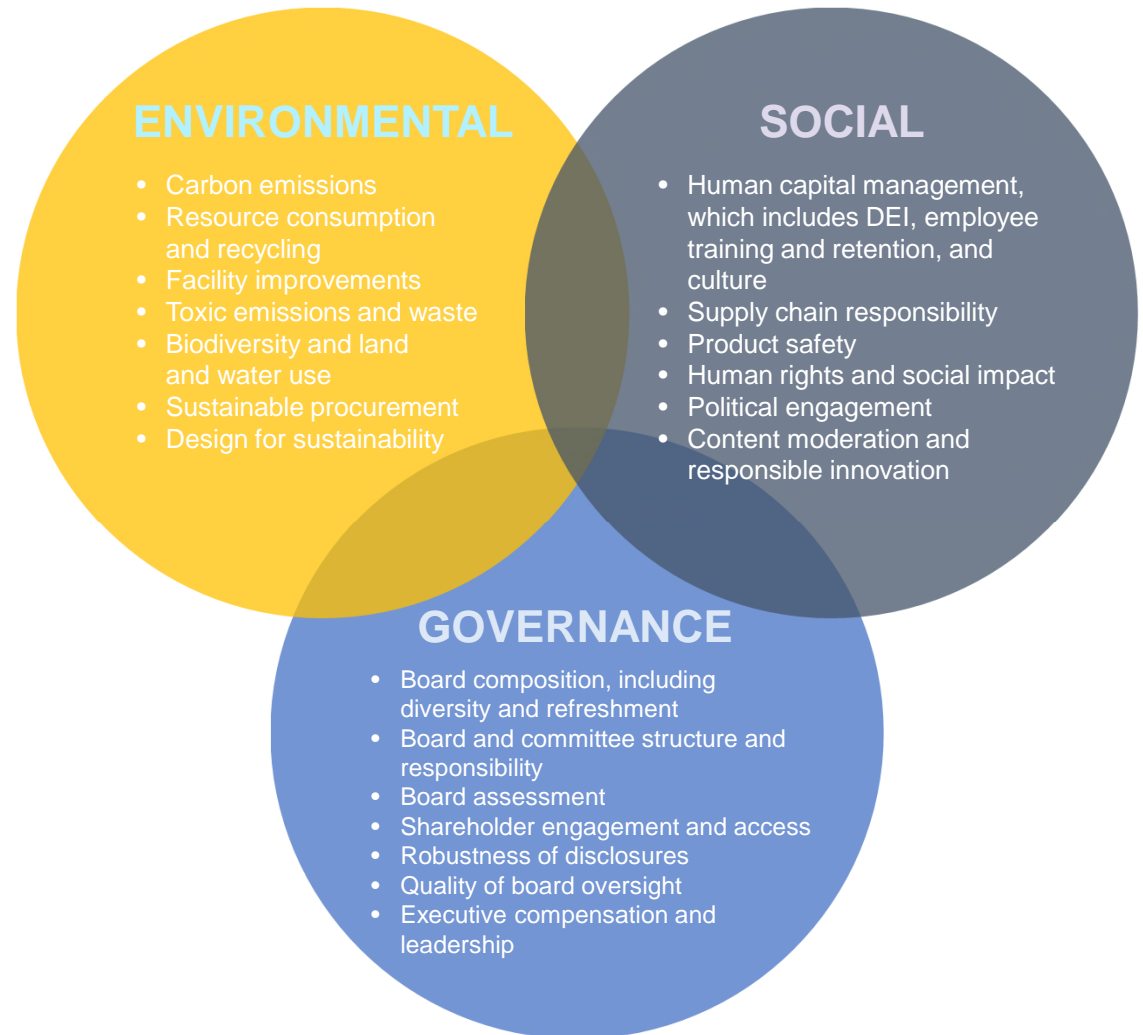 ENVIRONMENTAL
• Carbon emissions
• Resource consumption
and recycling
• Facility improvements
• Toxic emissions and waste
• Biodiversity and land
and water use
• Sustainable procurement
• Design for sustainability
SOCIAL
• Human capital management,
which includes DEI, employee
training and retention, and
culture
• Supply chain responsibility
• Product safety
• Human rights and social impact
• Political engagement
• Content moderation and
responsible innovation
GOVERNANCE
• Board composition, including
diversity and refreshment
• Board and committee structure and
responsibility
• Board assessment
• Shareholder engagement and access
• Robustness of disclosures
• Quality of board oversight
• Executive compensation and
leadership